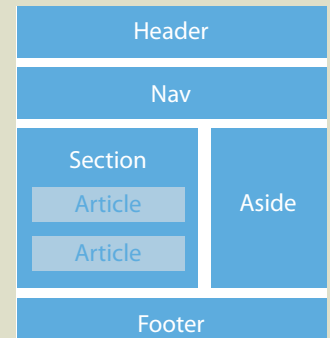 Header
Nav
Section
Article
Article
Aside
Footer